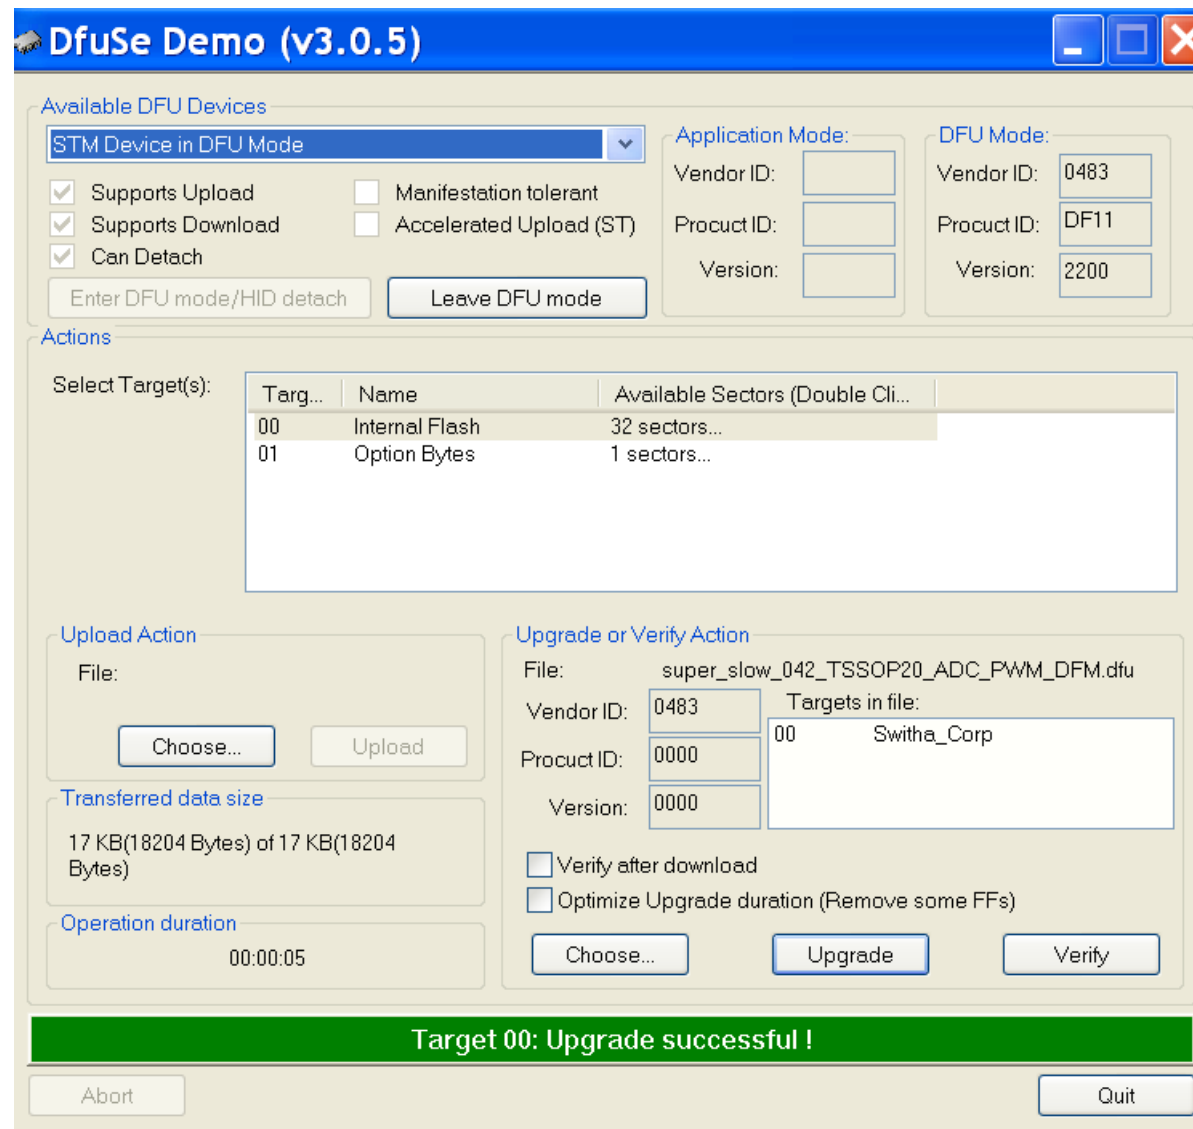 DfuSe Demo (v3.0.5)
Available DFU Devices
STM Device in DFU Mode
Supports Upload
Manifestation tolerant
Supports Download
Accelerated Upload (ST)
Can Detach
Enter DFU mode/HID detach
Leave DFU mode
Application Mode:
Vendor ID:
Procuct ID:
Version:
DFU Mode:
Vendor ID: 0483
Procuct ID: DF11
Version: 2200
Actions
Select Target(s):
Targ... Name Available Sectors (Double Cli...
00 Internal Flash 32 sectors...
01 Option Bytes 1 sectors...
Upload Action
File:
Choose... Upload
Transferred data size
17 KB(18204 Bytes) of 17 KB(18204
Bytes)
Operation duration
00:00:05
Upgrade or Verify Action
File: super_slow_042_TSSOP20_ADC_PWM_DFM.dfu
Vendor ID: 0483
Procuct ID: 0000
Version: 0000
Targets in file:
00 Switha_Corp
Verify after download
Optimize Upgrade duration (Remove some FFs)
Choose... Upgrade Verify
Target 00: Upgrade successful !
Abort Quit